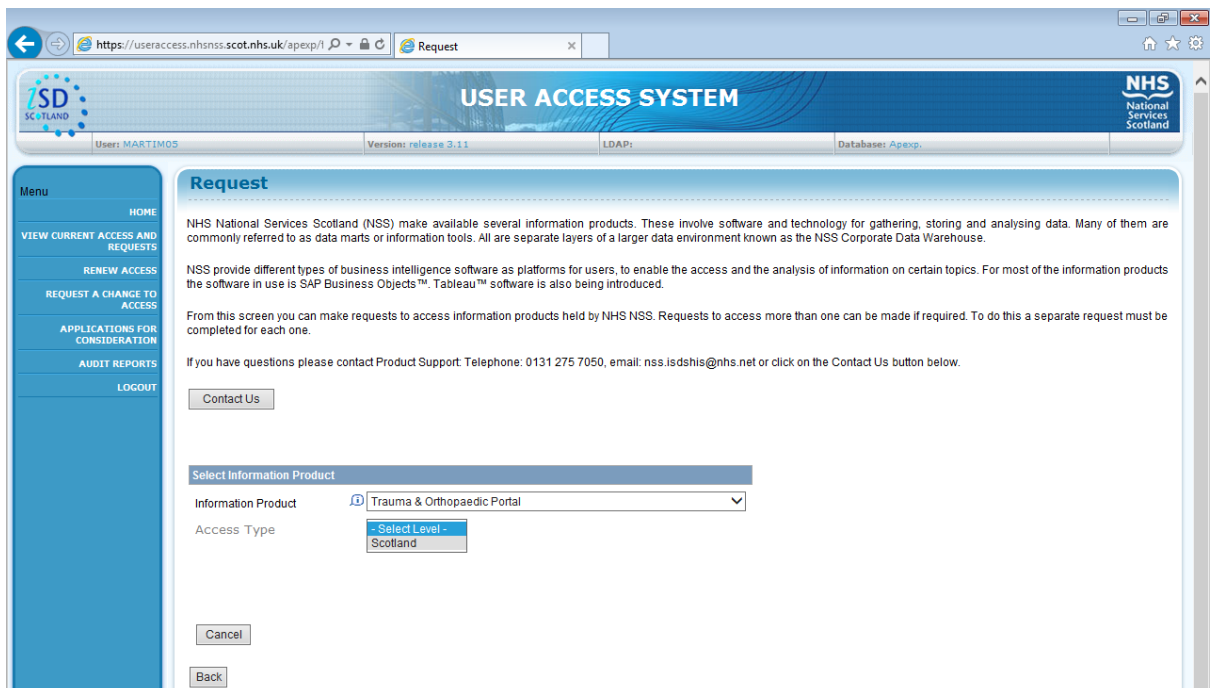 https://useraccess.nhsnss.scot.nhs.uk/apexp/
Request
iSD
SCOTLAND
USER ACCESS SYSTEM
NHS
National
Services
Scotland
User: MARTIM05
Version: release 3.11
LDAP:
Database: Apexp.
Menu
HOME
VIEW CURRENT ACCESS AND
REQUESTS
RENEW ACCESS
REQUEST A CHANGE TO
ACCESS
APPLICATIONS FOR
CONSIDERATION
AUDIT REPORTS
LOGOUT
Request
NHS National Services Scotland (NSS) make available several information products. These involve software and technology for gathering, storing and analysing data. Many of them are
commonly referred to as data marts or information tools. All are separate layers of a larger data environment known as the NSS Corporate Data Warehouse.
NSS provide different types of business intelligence software as platforms for users, to enable the access and the analysis of information on certain topics. For most of the information products
the software in use is SAP Business Objects™. Tableau™ software is also being introduced.
From this screen you can make requests to access information products held by NHS NSS. Requests to access more than one can be made if required. To do this a separate request must be
completed for each one.
If you have questions please contact Product Support: Telephone: 0131 275 7050, email: nss.isdshis@nhs.net or click on the Contact Us button below.
Contact Us
Select Information Product
Information Product
Trauma & Orthopaedic Portal
Access Type
- Select Level -
Scotland
Cancel
Back